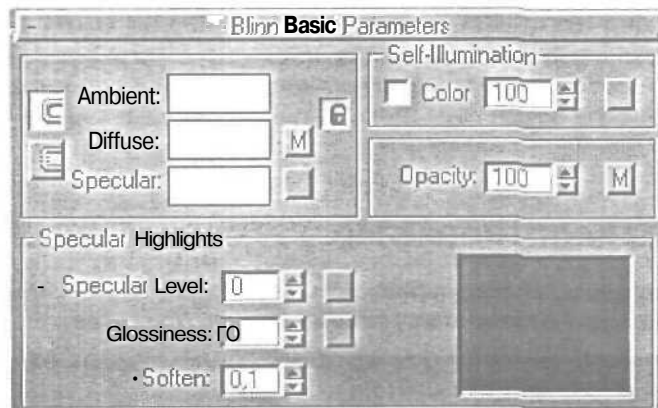 - Blinn Basic Parameters
Self-Illumination
Ambient:
Color 100
Diffuse: M
Specular:
Opacity: 100 M
Specular Highlights
- Specular Level: 0
Glossiness: ГО
•Soften: 0,1